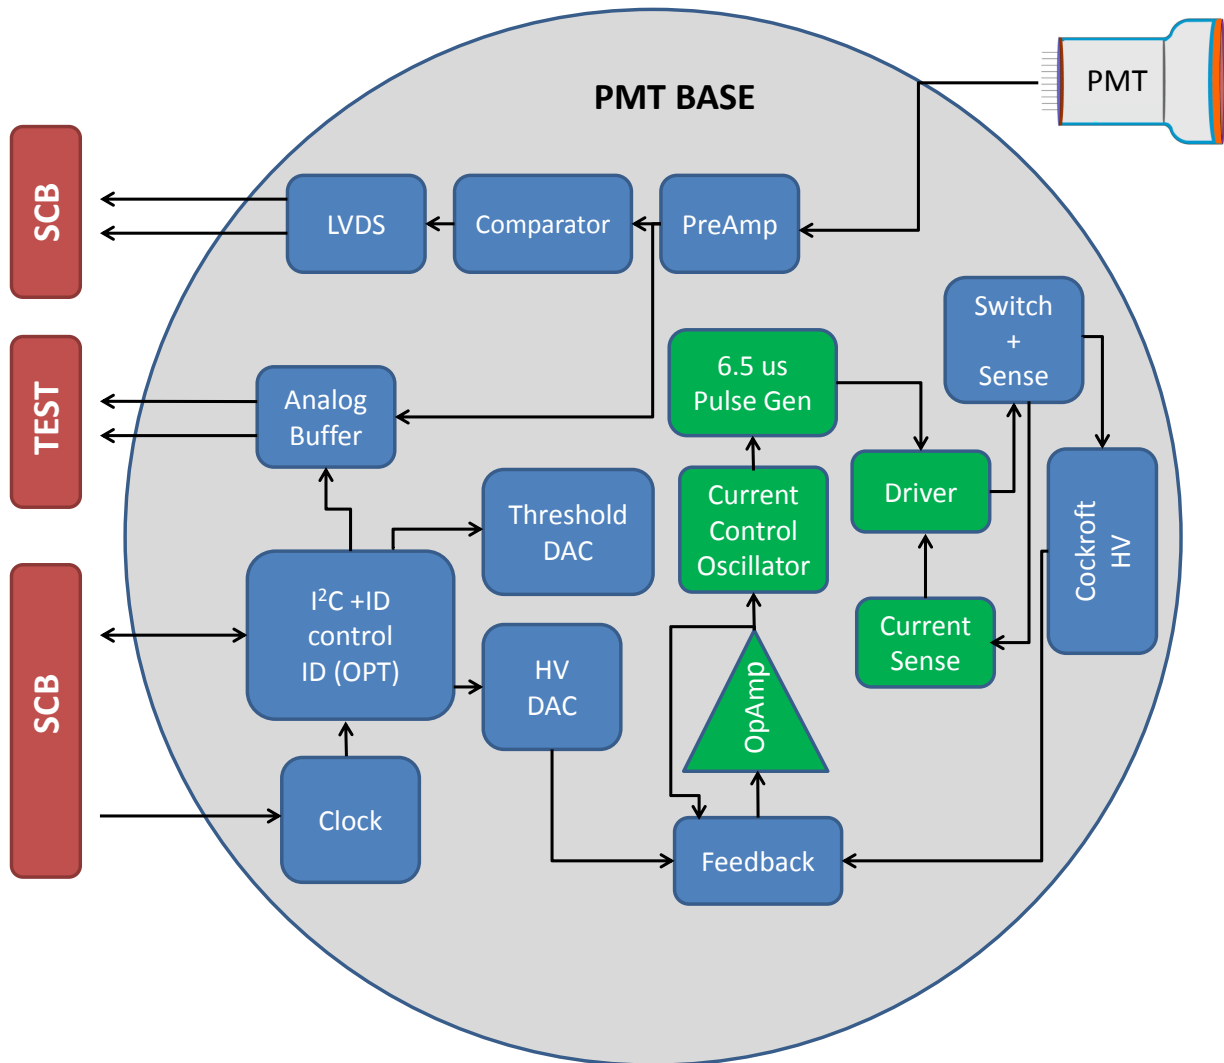 PMT BASE
PMT
SCB
LVDS
Comparator
PreAmp
Switch
+
Sense
TEST
Analog
Buffer
6.5 us
Pulse Gen
Threshold
DAC
Current
Control
Oscillator
Driver
Cockroft
HV
SCB
I²C +ID
control
ID (OPT)
HV
DAC
OpAmp
Current
Sense
Clock
Feedback